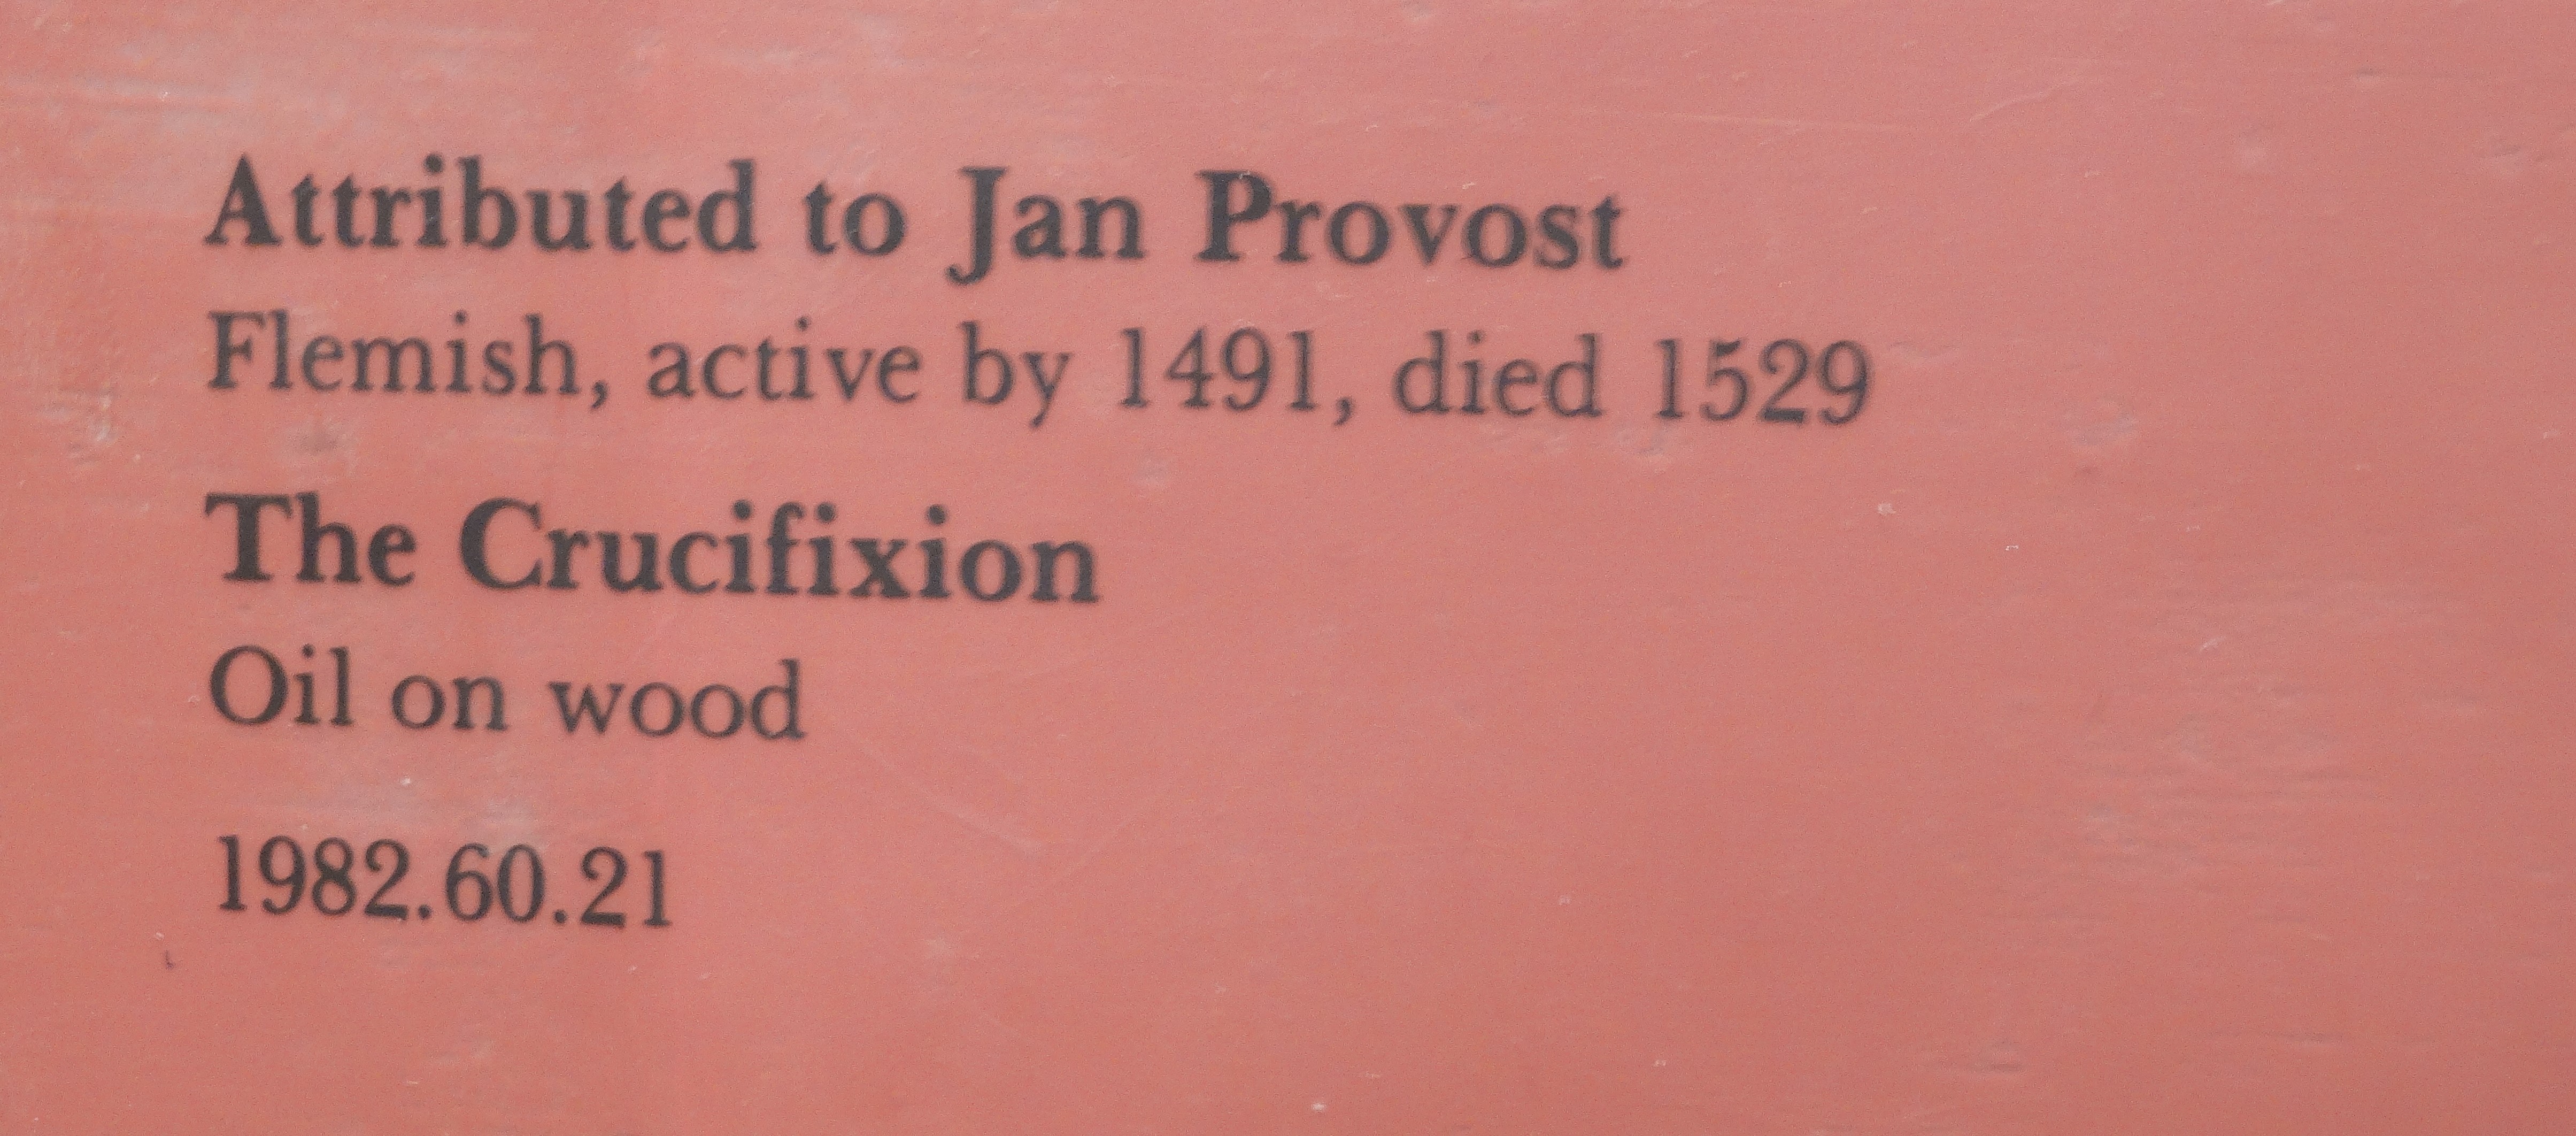 Attributed to Jan Provost
Flemish, active by 1491, died 1529
The Crucifixion
Oil on wood
1982.60.21